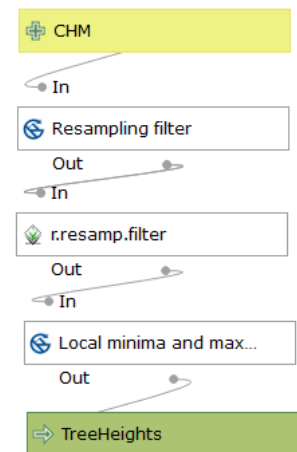 CHM
In
Resampling filter
Out
In
r.resamp.filter
Out
In
Local minima and max...
Out
TreeHeights